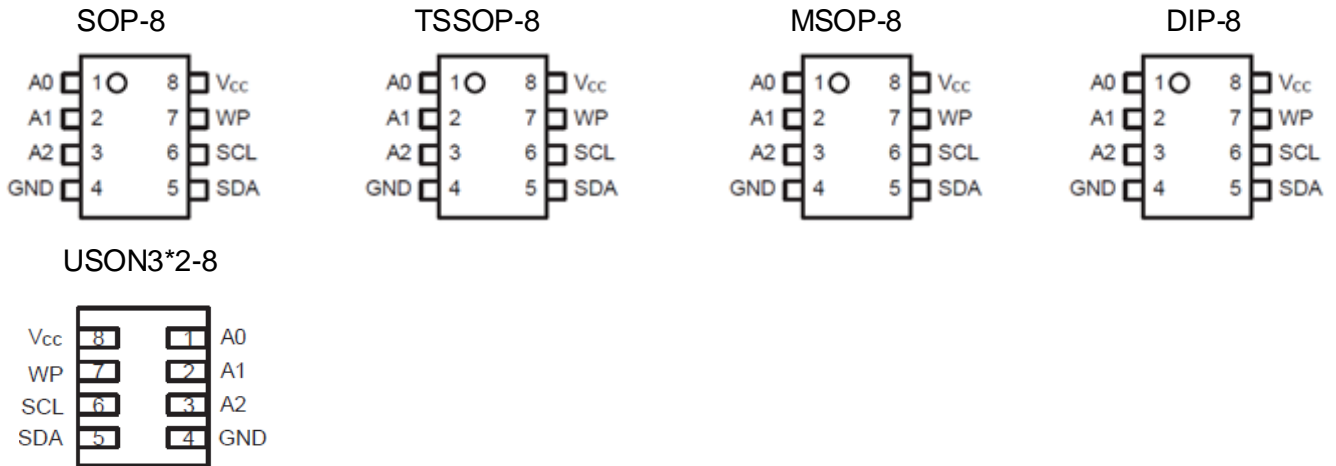 SOP-8 TSSOP-8 MSOP-8 DIP-8
A0 1 8 Vcc A0 1 8 Vcc A0 1 8 Vcc A0 1 8 Vcc
A1 2 7 WP A1 2 7 WP A1 2 7 WP A1 2 7 WP
A2 3 6 SCL A2 3 6 SCL A2 3 6 SCL A2 3 6 SCL
GND 4 5 SDA GND 4 5 SDA GND 4 5 SDA GND 4 5 SDA
USON3*2-8
Vcc 8 1 A0
WP 7 2 A1
SCL 6 3 A2
SDA 5 4 GND